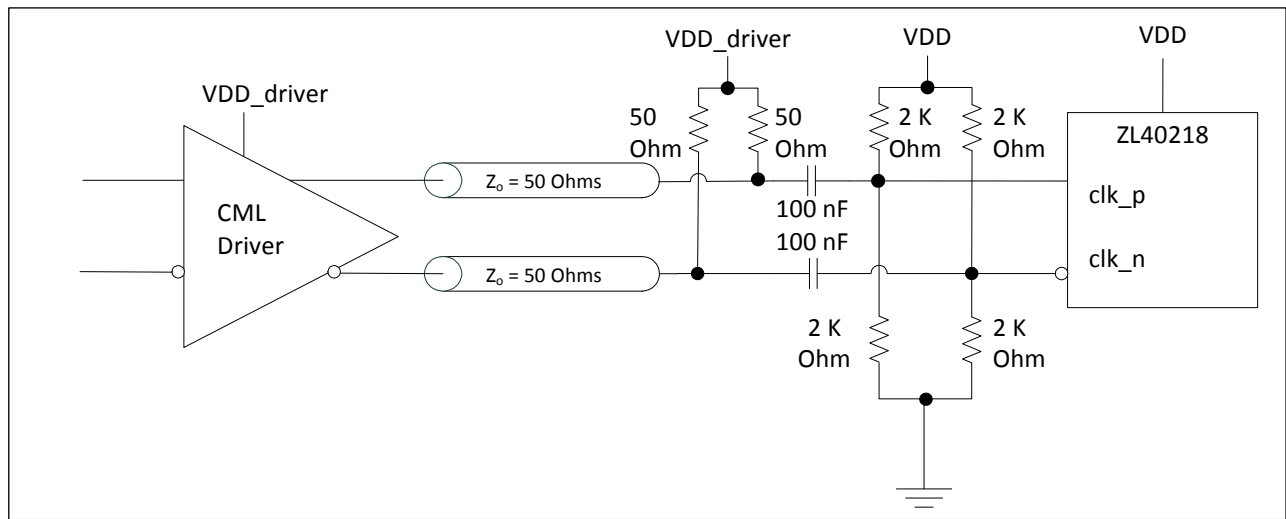 VDD_driver
VDD
VDD
VDD_driver
50
Ohm
50
Ohm
2 K
Ohm
2 K
Ohm
ZL40218
Zo = 50 Ohms
clk_p
CML
Driver
100 nF
100 nF
clk_n
Zo = 50 Ohms
2 K
Ohm
2 K
Ohm